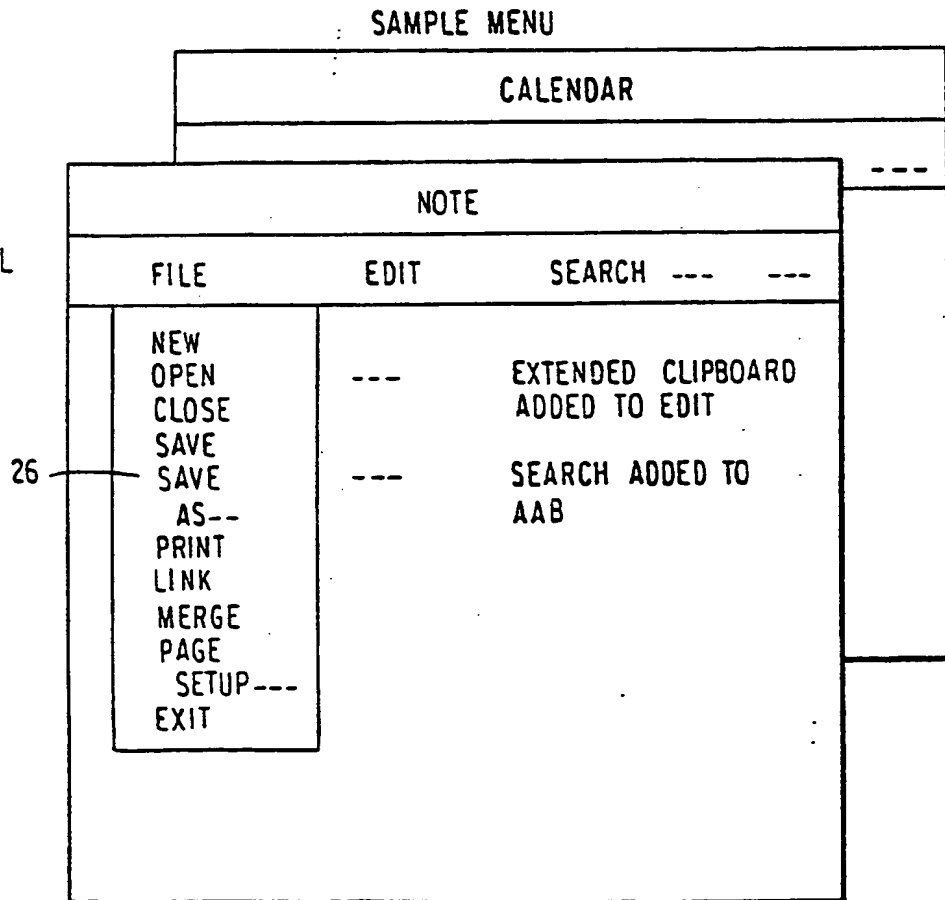 SAMPLE MENU
CALENDAR
---
NOTE
L
FILE EDIT SEARCH --- ---
NEW
OPEN --- EXTENDED CLIPBOARD
CLOSE ADDED TO EDIT
SAVE
26 SAVE --- SEARCH ADDED TO
AS-- AAB
PRINT
LINK
MERGE
PAGE
SETUP---
EXIT